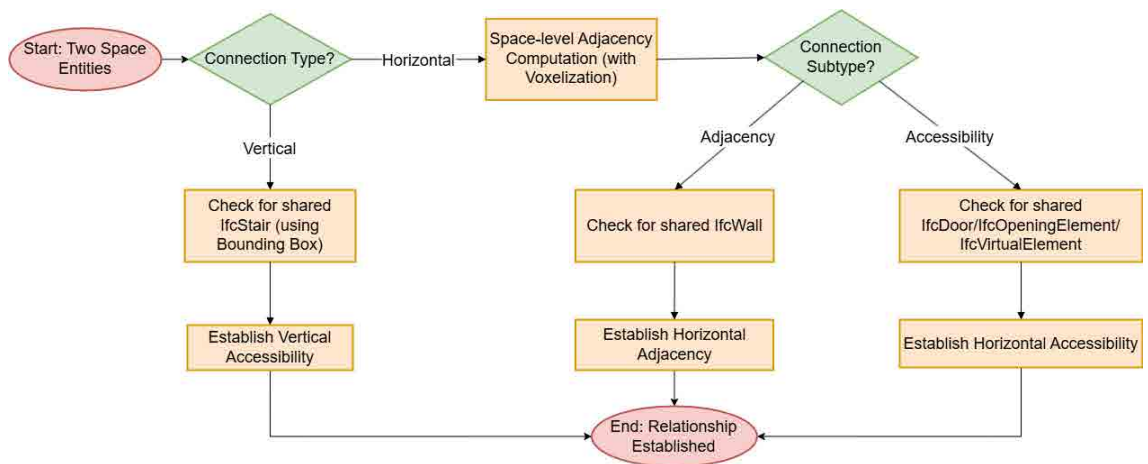 Start: Two Space
Entities
Connection Type?
Horizontal
Space-level Adjacency
Computation (with
Voxelization)
Connection
Subtype?
Vertical
Adjacency
Accessibility
Check for shared
IfcStair (using
Bounding Box)
Check for shared IfcWall
Check for shared
IfcDoor/IfcOpeningElement/
IfcVirtualElement
Establish Vertical
Accessibility
Establish Horizontal
Adjacency
Establish Horizontal Accessibility
End: Relationship
Established